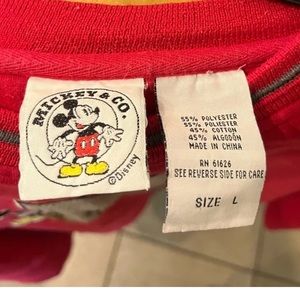 MICKEY & CO.
©Disney
55% POLYESTER
55% POLYESTER
45% COTTON
45% ALGODÓN
MADE IN CHINA
RN 61626
SEE REVERSE SIDE FOR CARE
SIZE L